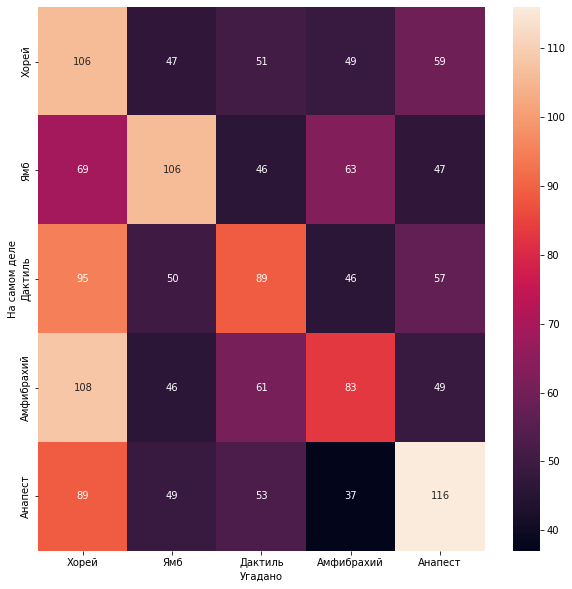 Хорей 106 47 51 49 59
Ямб 69 106 46 63 47
Дактиль 95 50 89 46 57
Амфибрахий 108 46 61 83 49
Анапест 89 49 53 37 116
Хорей Ямб Дактиль Амфибрахий Анапест
Угадано
На самом деле
110
100
90
80
70
60
50
40